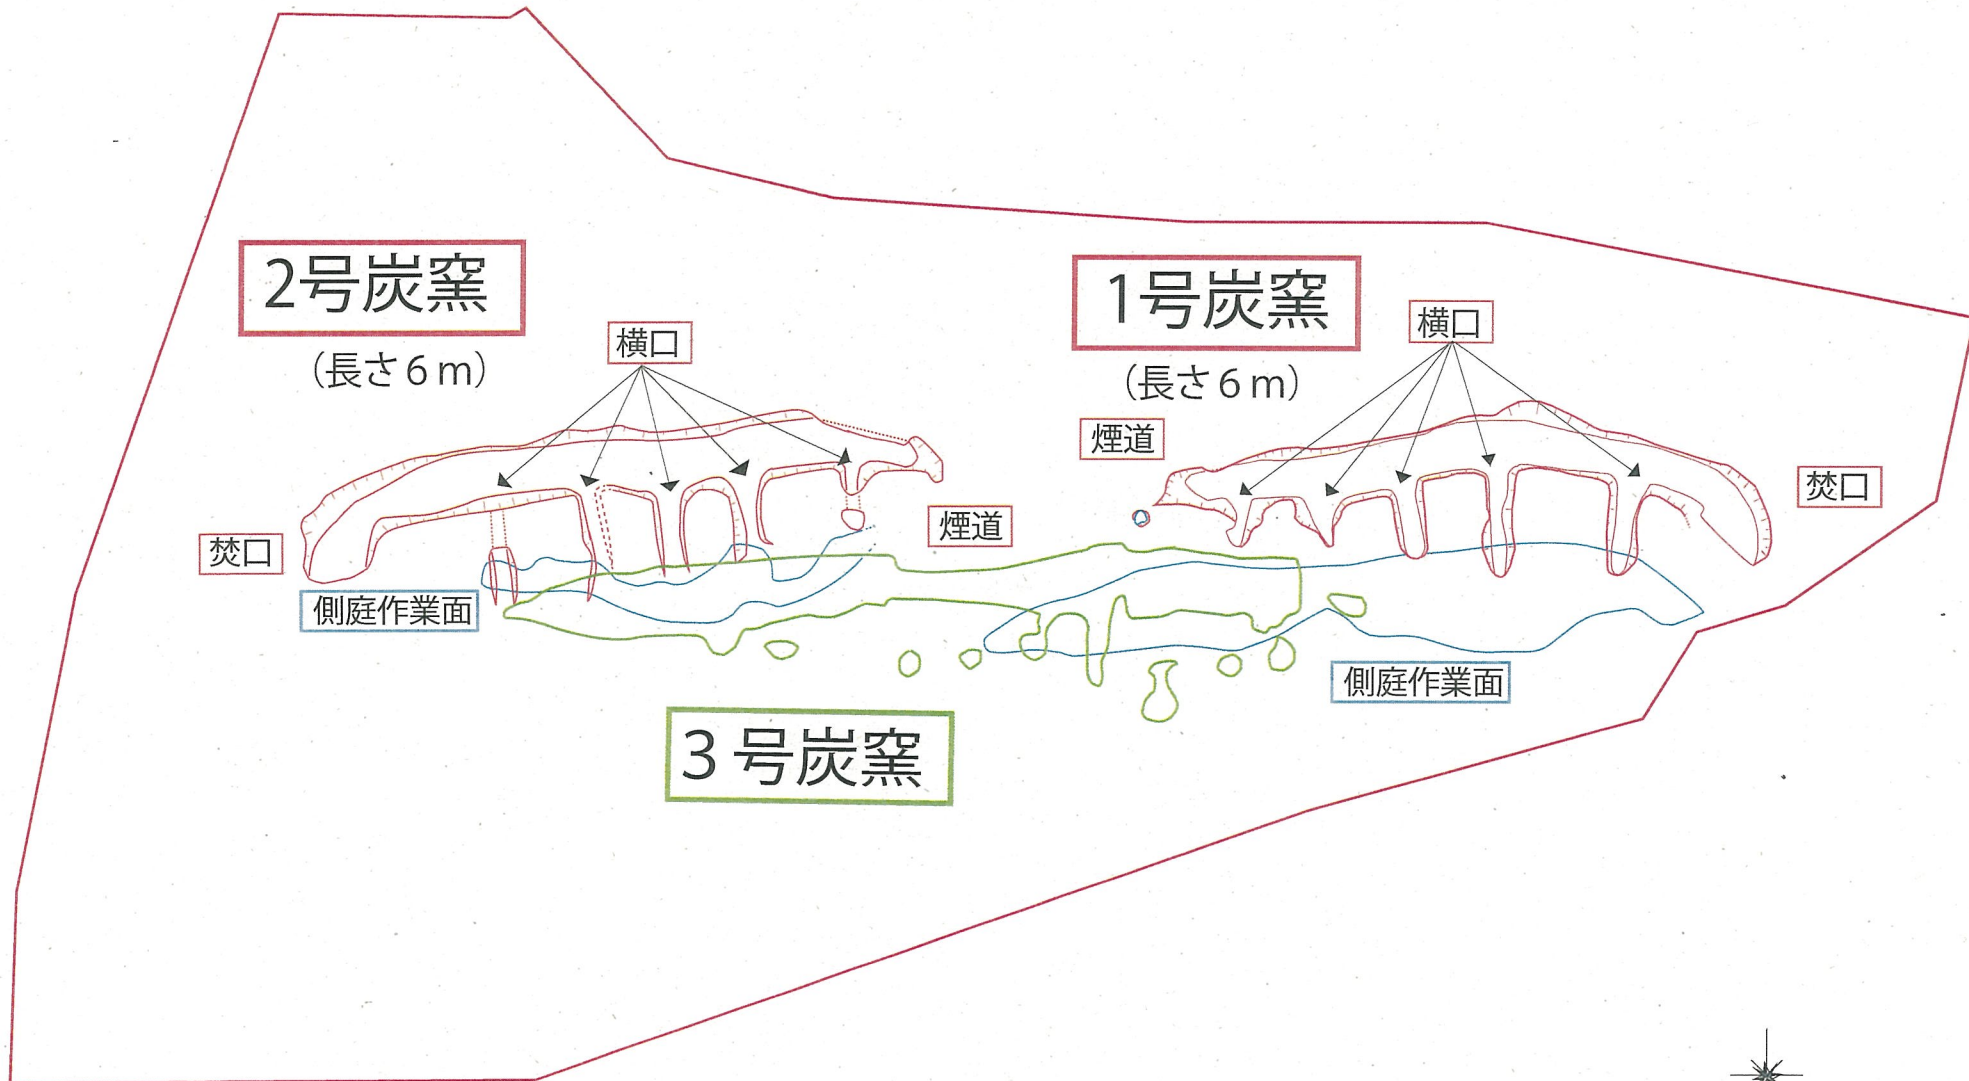 2号炭窯
(長さ6m)
横口
焚口
煙道
側庭作業面
1号炭窯
(長さ6m)
横口
煙道
焚口
側庭作業面
3号炭窯